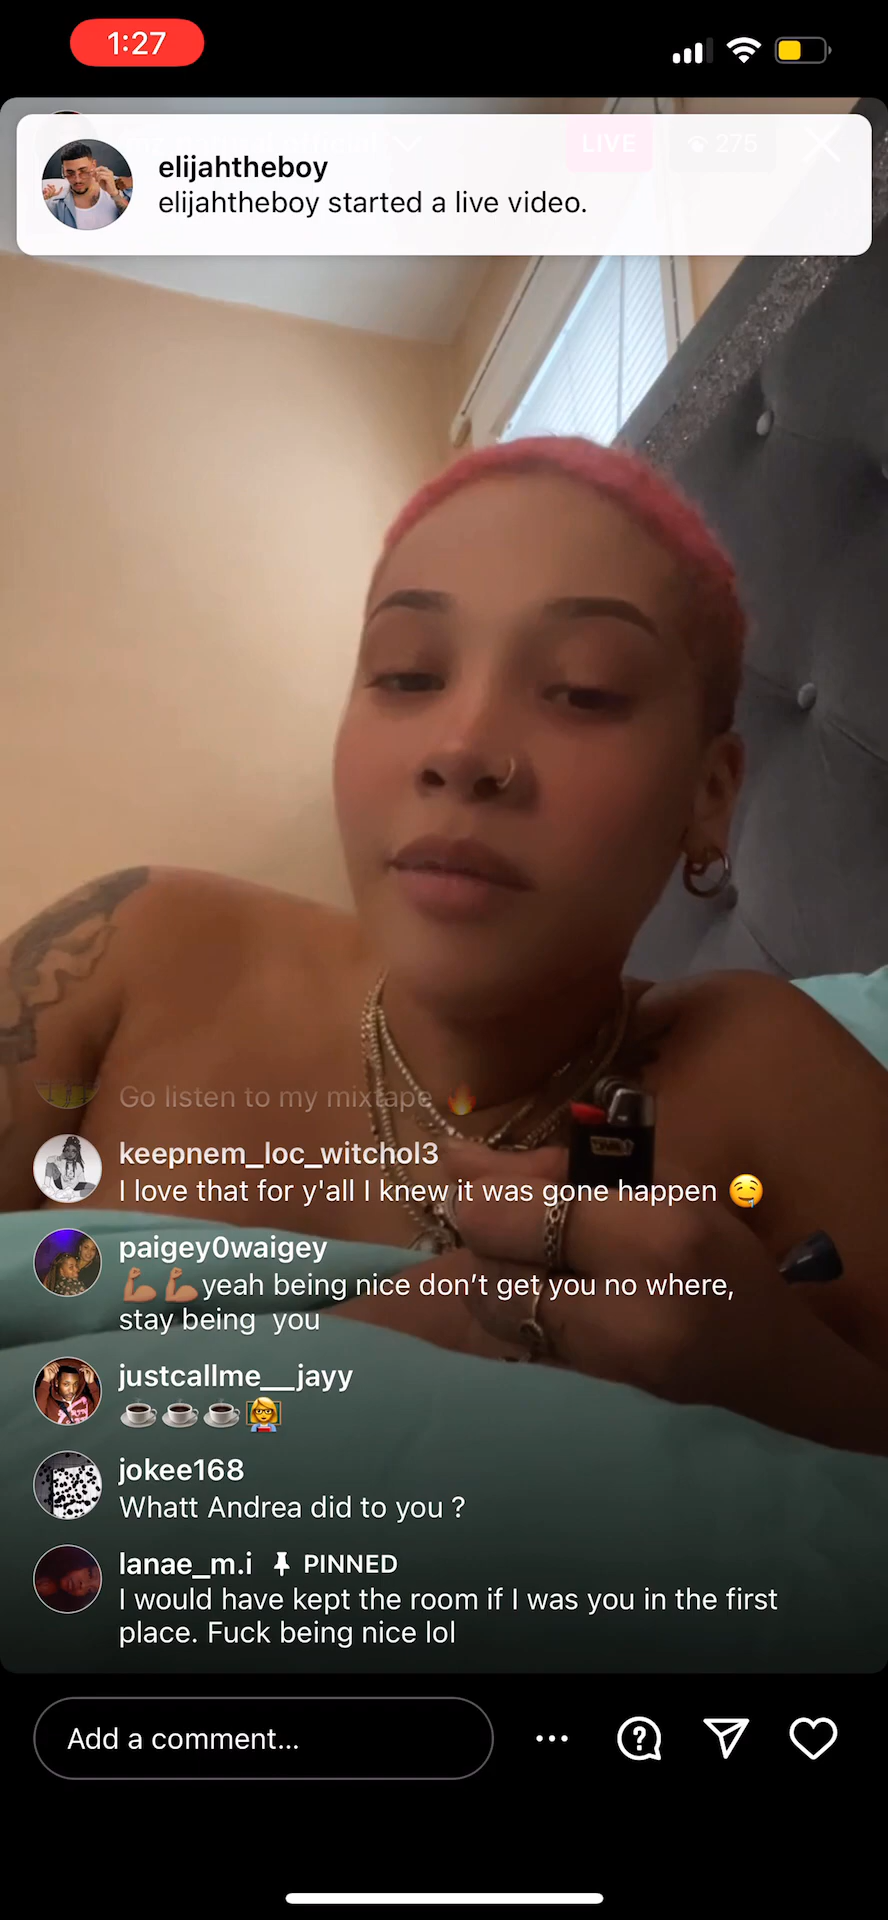 1:27
LIVE
275
elijahtheboy
elijahtheboy started a live video.
Go listen to my mixtape 🔥
keepnem_loc_witchol3
I love that for y'all I knew it was gone happen 🤤
paigey0waigey
💪🏽💪🏽yeah being nice don't get you no where,
stay being  you
justcallme__jayy
☕☕☕👩‍🏫
jokee168
Whatt Andrea did to you ?
lanae_m.i 📌 PINNED
I would have kept the room if I was you in the first
place. Fuck being nice lol
Add a comment...